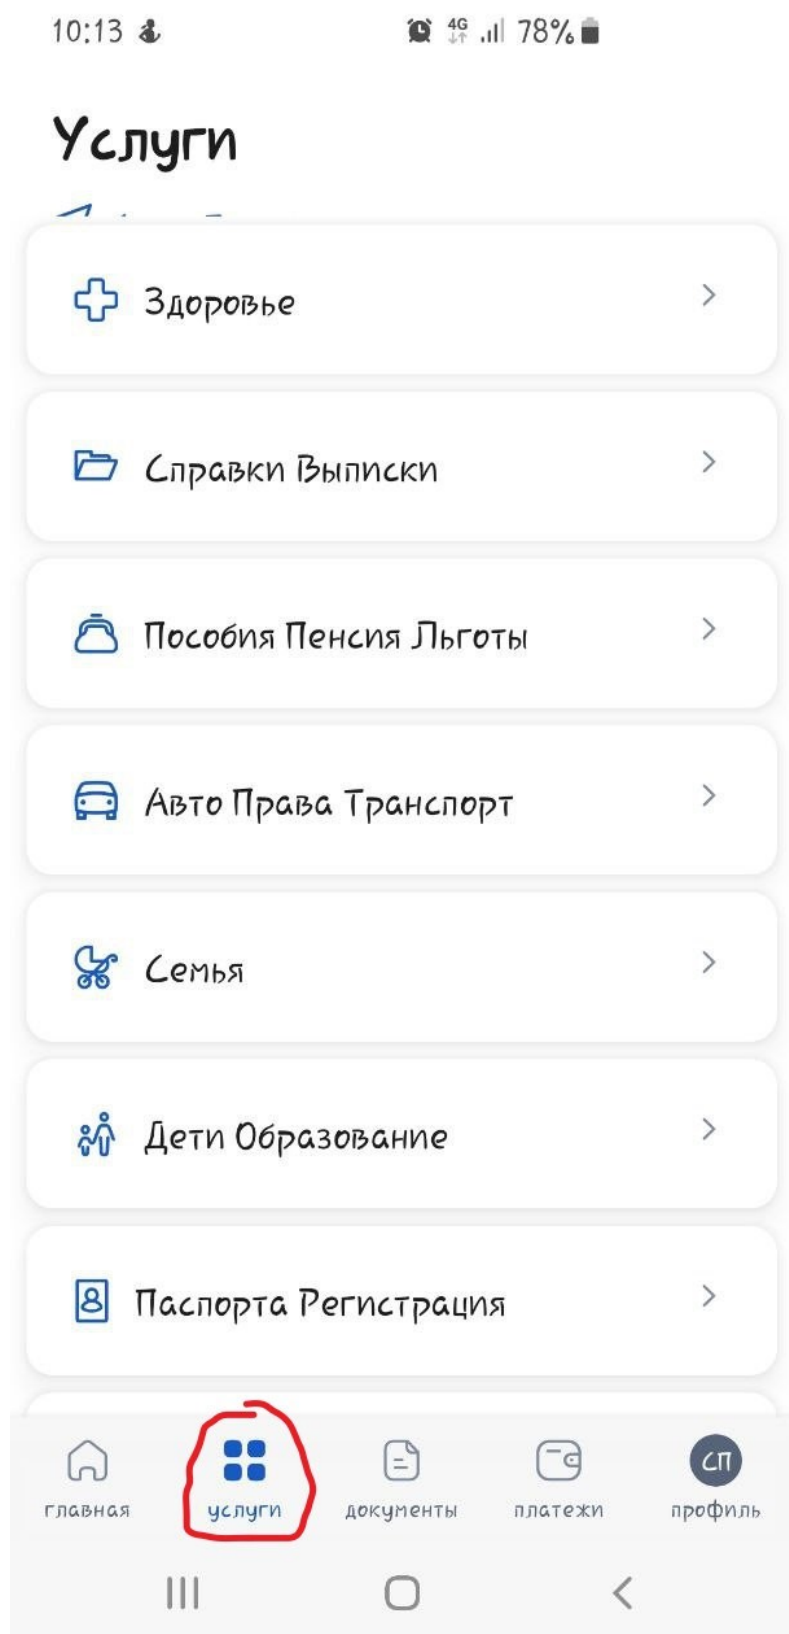 10:13 4G 78%
Услуги
Здоровье
Справки Выписки
Пособия Пенсия Льготы
Авто Права Транспорт
Семья
Дети Образование
Паспорта Регистрация
СП
главная услуги документы платежи профиль